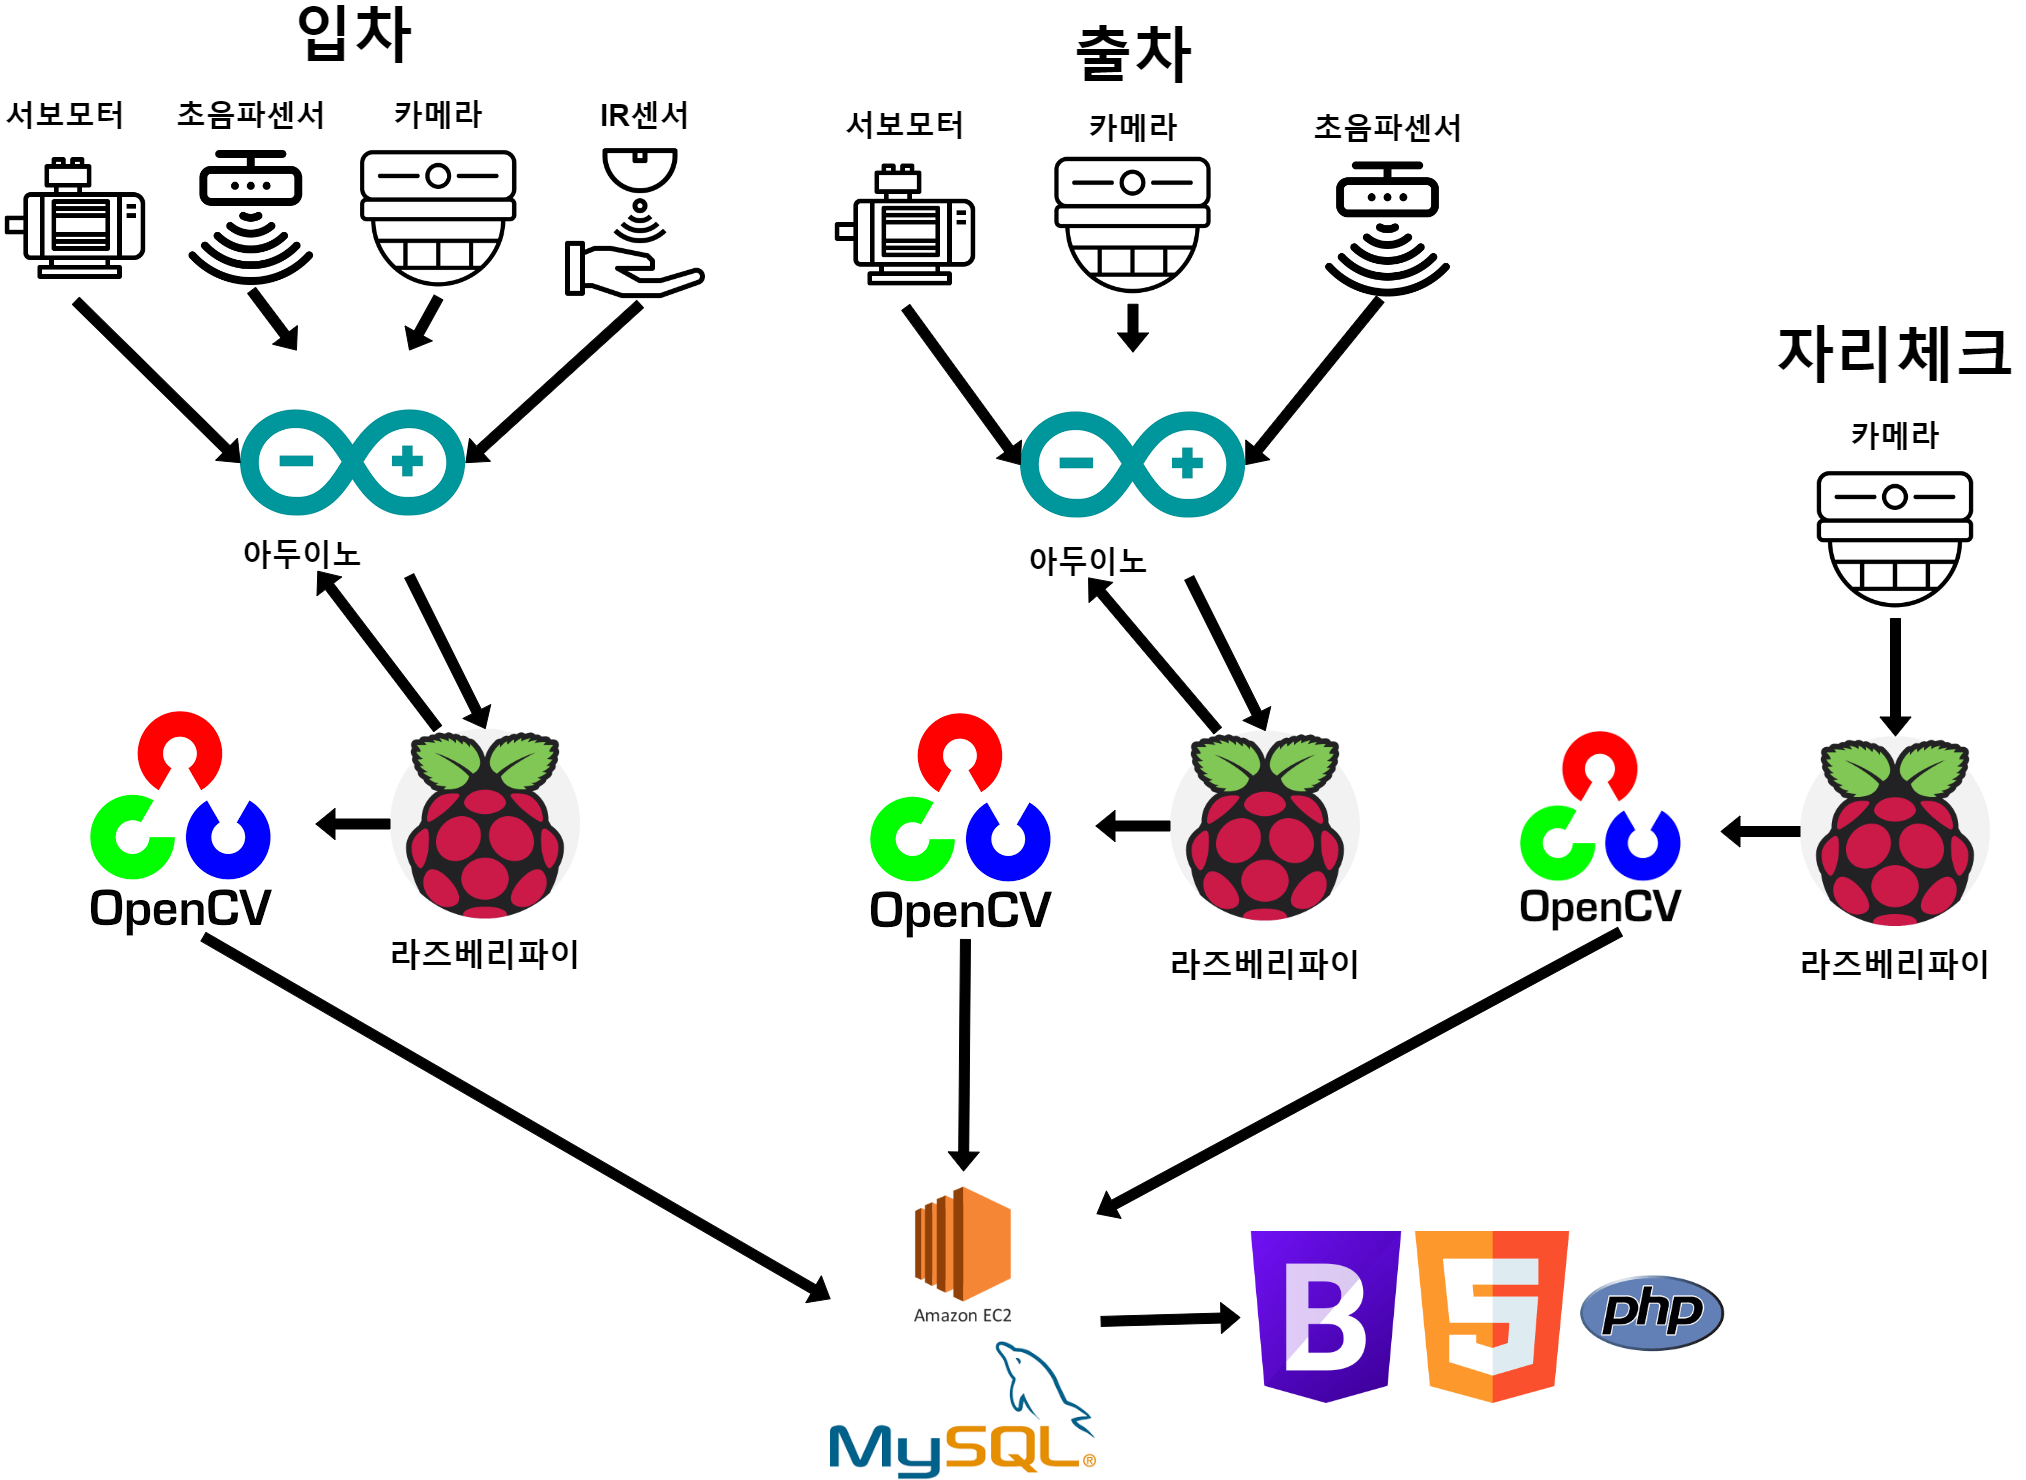 입차
출차
서보모터
초음파센서
카메라
IR센서
서보모터
카메라
초음파센서
자리체크
카메라
아두이노
아두이노
OpenCV
라즈베리파이
OpenCV
라즈베리파이
OpenCV
라즈베리파이
Amazon EC2
B
5
php
MySQL®